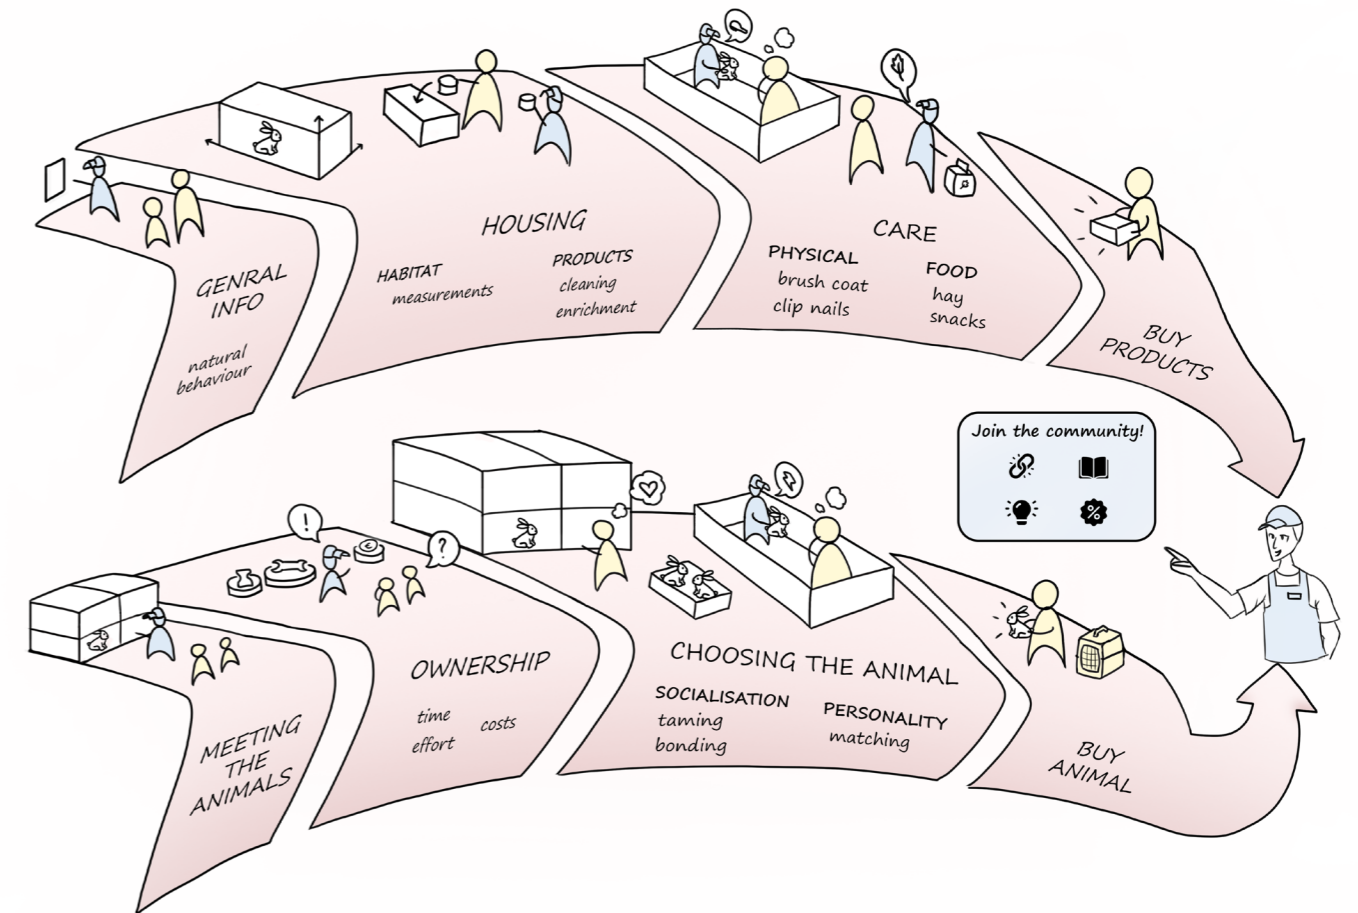 GENRAL
INFO
natural
behaviour
HOUSING
HABITAT
measurements
PRODUCTS
cleaning
enrichment
CARE
PHYSICAL
brush coat
clip nails
FOOD
hay
snacks
BUY
PRODUCTS
Join the community!
%
!
?
€
MEETING
THE
ANIMALS
OWNERSHIP
time
effort
costs
CHOOSING THE ANIMAL
SOCIALISATION
taming
bonding
PERSONALITY
matching
BUY
ANIMAL